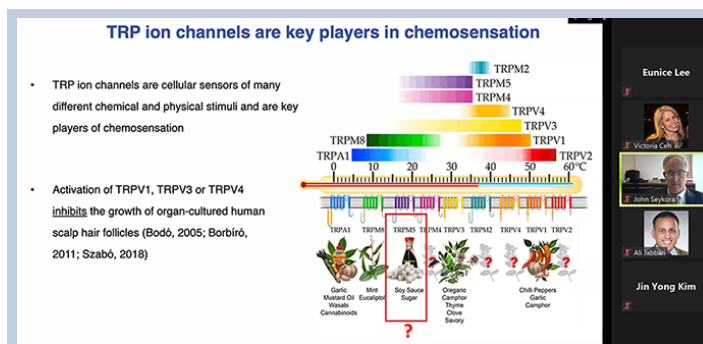 TRP ion channels are key players in chemosensation
• TRP ion channels are cellular sensors of many
different chemical and physical stimuli and are key
players of chemosensation
• Activation of TRPV1, TRPV3 or TRPV4
inhibits the growth of organ-cultured human
scalp hair follicles (Bodó, 2005; Borbíró,
2011; Szabó, 2018)
TRPM2
TRPM5
TRPM4
TRPV4
TRPV3
TRPM8 TRPV1
TRPA1 TRPV2
0 10 20 30 40 50 60°C
TRPA1 TRPM8 TRPM5 TRPM4 TRPV3 TRPM2 TRPV4 TRPM5 TRPV1 TRPV2
? ? ? ?
Garlic
Mustard Oil
Wasabi
Cannabinoids
Mint
Eucaliptol
Soy Sauce
Sugar
Oregano
Camphor
Thyme
Clove
Savory
Chilli Peppers
Garlic
Camphor
?
Eunice Lee
Victoria Ceh
John Seykora
Ali Jabbari
Jin Yong Kim